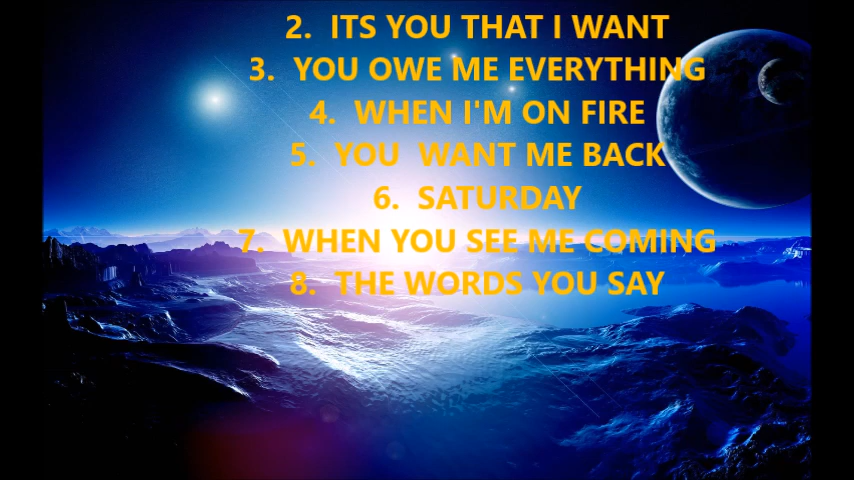 2.  ITS YOU THAT I WANT
3.  YOU OWE ME EVERYTHING
4.  WHEN I'M ON FIRE
5.  YOU  WANT ME BACK
6.  SATURDAY
7.  WHEN YOU SEE ME COMING
8.  THE WORDS YOU SAY